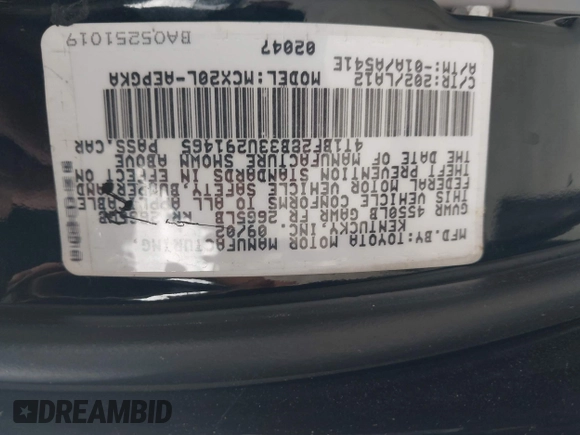 MFD.BY: TOYOTA MOTOR MANUFACTURING,
KENTUCKY, INC. 09/02
GVWR 4550LB GAWR FR 2665LB RR
THIS VEHICLE CONFORMS TO ALL APPLICABLE
FEDERAL MOTOR VEHICLE SAFETY, BUMPER, AND
THEFT PREVENTION STANDARDS IN EFFECT ON
THE DATE OF MANUFACTURE SHOWN ABOVE.
4T1BF28B33U291465 PASS.CAR
C/TR:202/LA12 MODEL:MCX20L-AEPGKA
A/TM:-01A/A541E
02047
BAQ5251019
DREAMBID